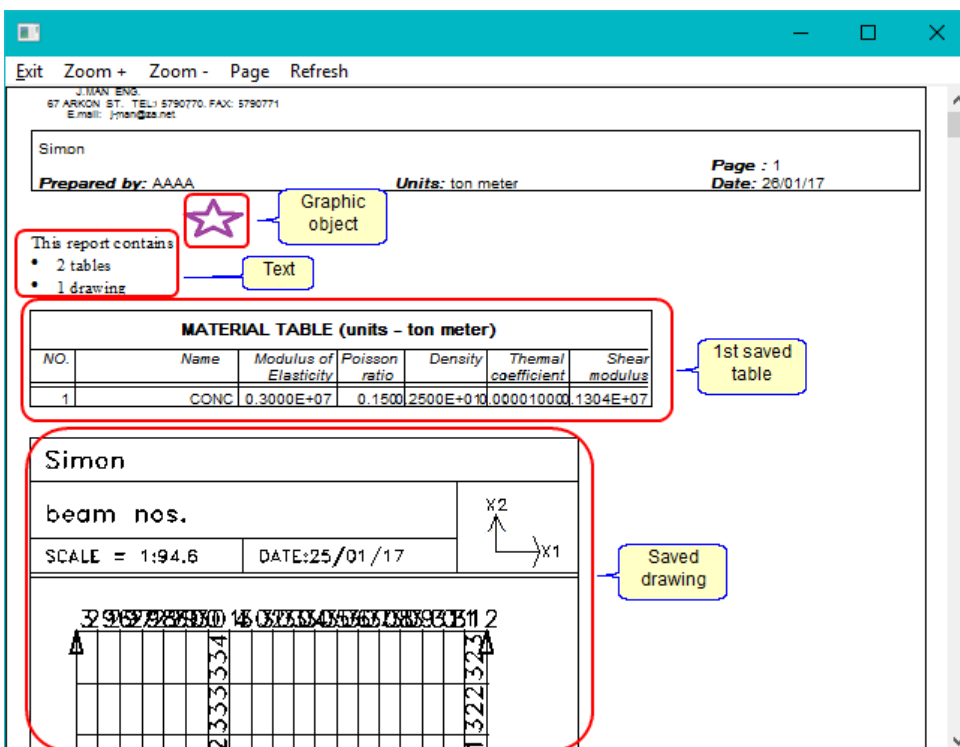 Exit Zoom + Zoom - Page Refresh
J.MAN ENG.
67 ARKON ST. TEL: 5790770. FAX: 5790771
E.mail: j-man@za.net
Simon
Page : 1
Prepared by: AAAA Units: ton meter Date: 26/01/17
Graphic
object
This report contains
• 2 tables
• 1 drawing
Text
MATERIAL TABLE (units - ton meter)
NO. Name Modulus of Poisson Density Thermal Shear
Elasticity ratio coefficient modulus
1 CONC 0.3000E+07 0.1500 .2500E+01 0.000010000 .1304E+07
1st saved
table
Simon
beam nos.
X2
X1
SCALE = 1:94.6 DATE:25/01/17
Saved
drawing